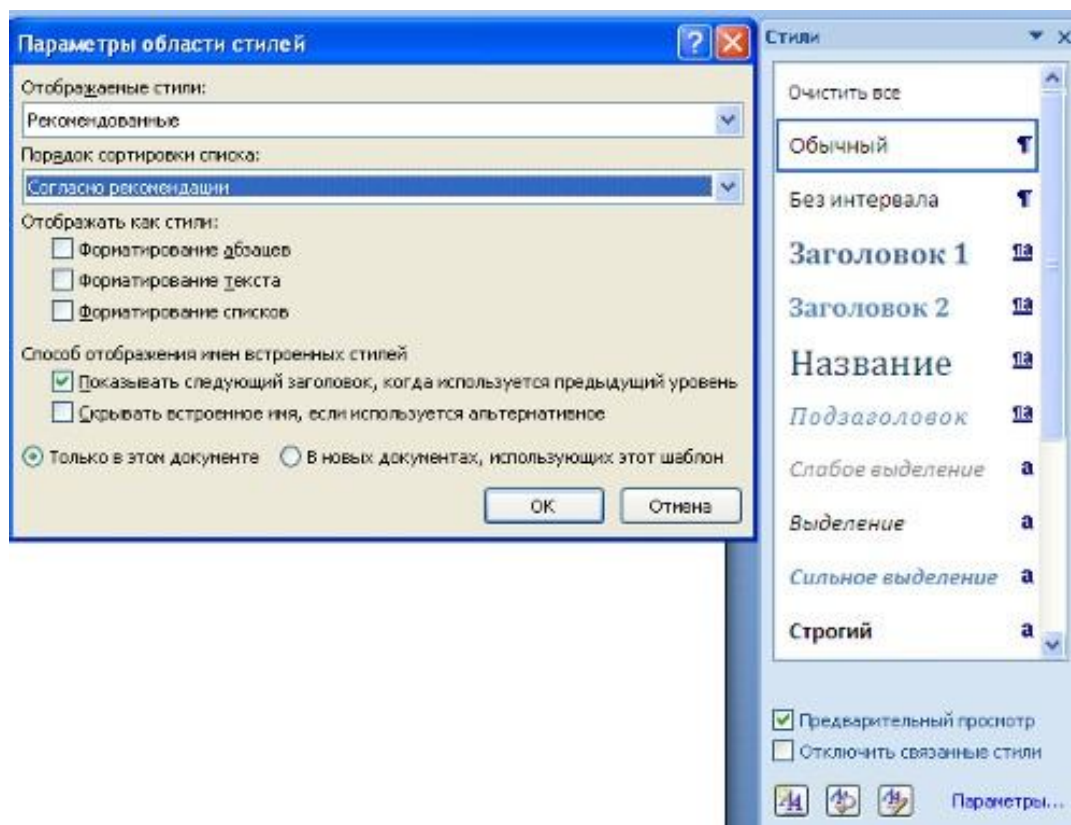 Параметры области стилей
Отображаемые стили:
Рекомендованные
Порядок сортировки списка:
Согласно рекомендации
Отображать как стили:
Форматирование абзацев
Форматирование текста
Форматирование списков
Способ отображения имен встроенных стилей
Показывать следующий заголовок, когда используется предыдущий уровень
Скрывать встроенное имя, если используется альтернативное
Только в этом документе
В новых документах, использующих этот шаблон
ОК
Отмена
Стили
Очистить все
Обычный ¶
Без интервала ¶
Заголовок 1 ¶a
Заголовок 2 ¶a
Название ¶a
Подзаголовок ¶a
Слабое выделение a
Выделение a
Сильное выделение a
Строгий a
Предварительный просмотр
Отключить связанные стили
Параметры...